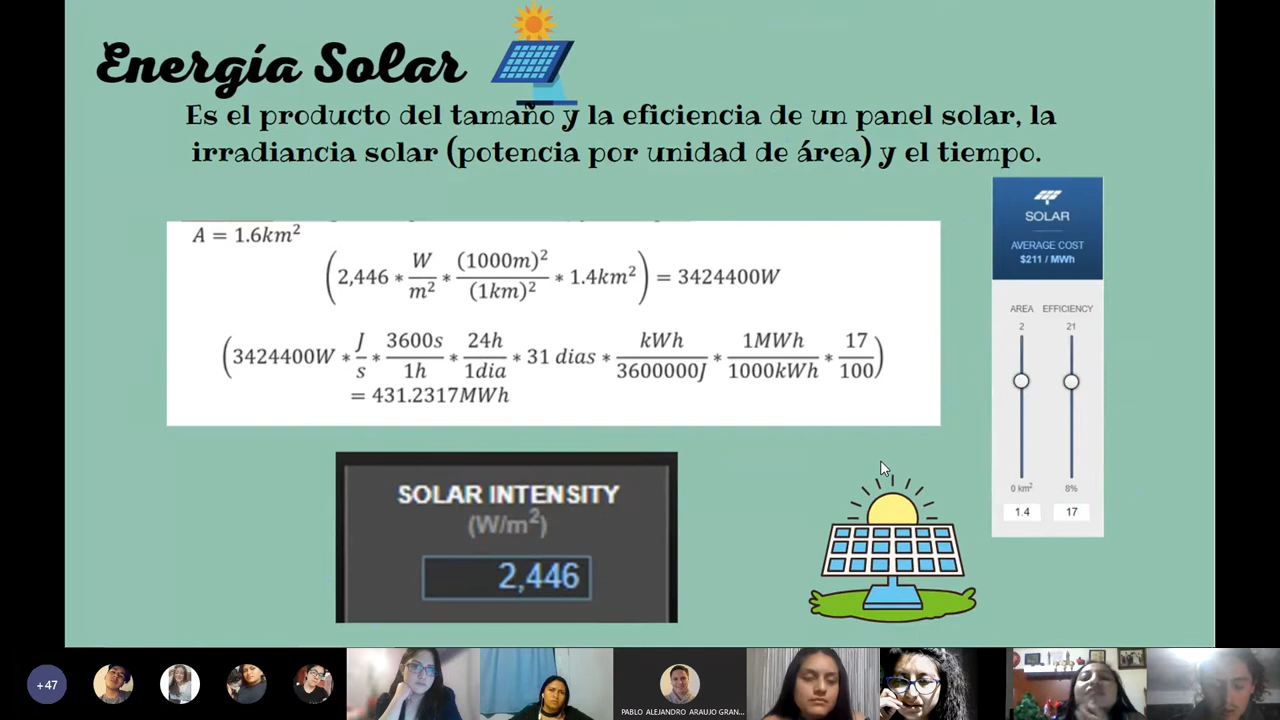 Energía Solar
Es el producto del tamaño y la eficiencia de un panel solar, la
irradiancia solar (potencia por unidad de área) y el tiempo.
A = 1.6km²
(2,446 * W/m² * (1000m)²/(1km)² * 1.4km²) = 3424400W
(3424400W * J/s * 3600s/1h * 24h/1dia * 31 dias * kWh/3600000J * 1MWh/1000kWh * 17/100)
= 431.2317MWh
SOLAR
AVERAGE COST
$211 / MWh
AREA EFFICIENCY
2 21
0 km² 8%
1.4 17
SOLAR INTENSITY
(W/m²)
2,446
+47
PABLO ALEJANDRO ARAUJO GRAN...